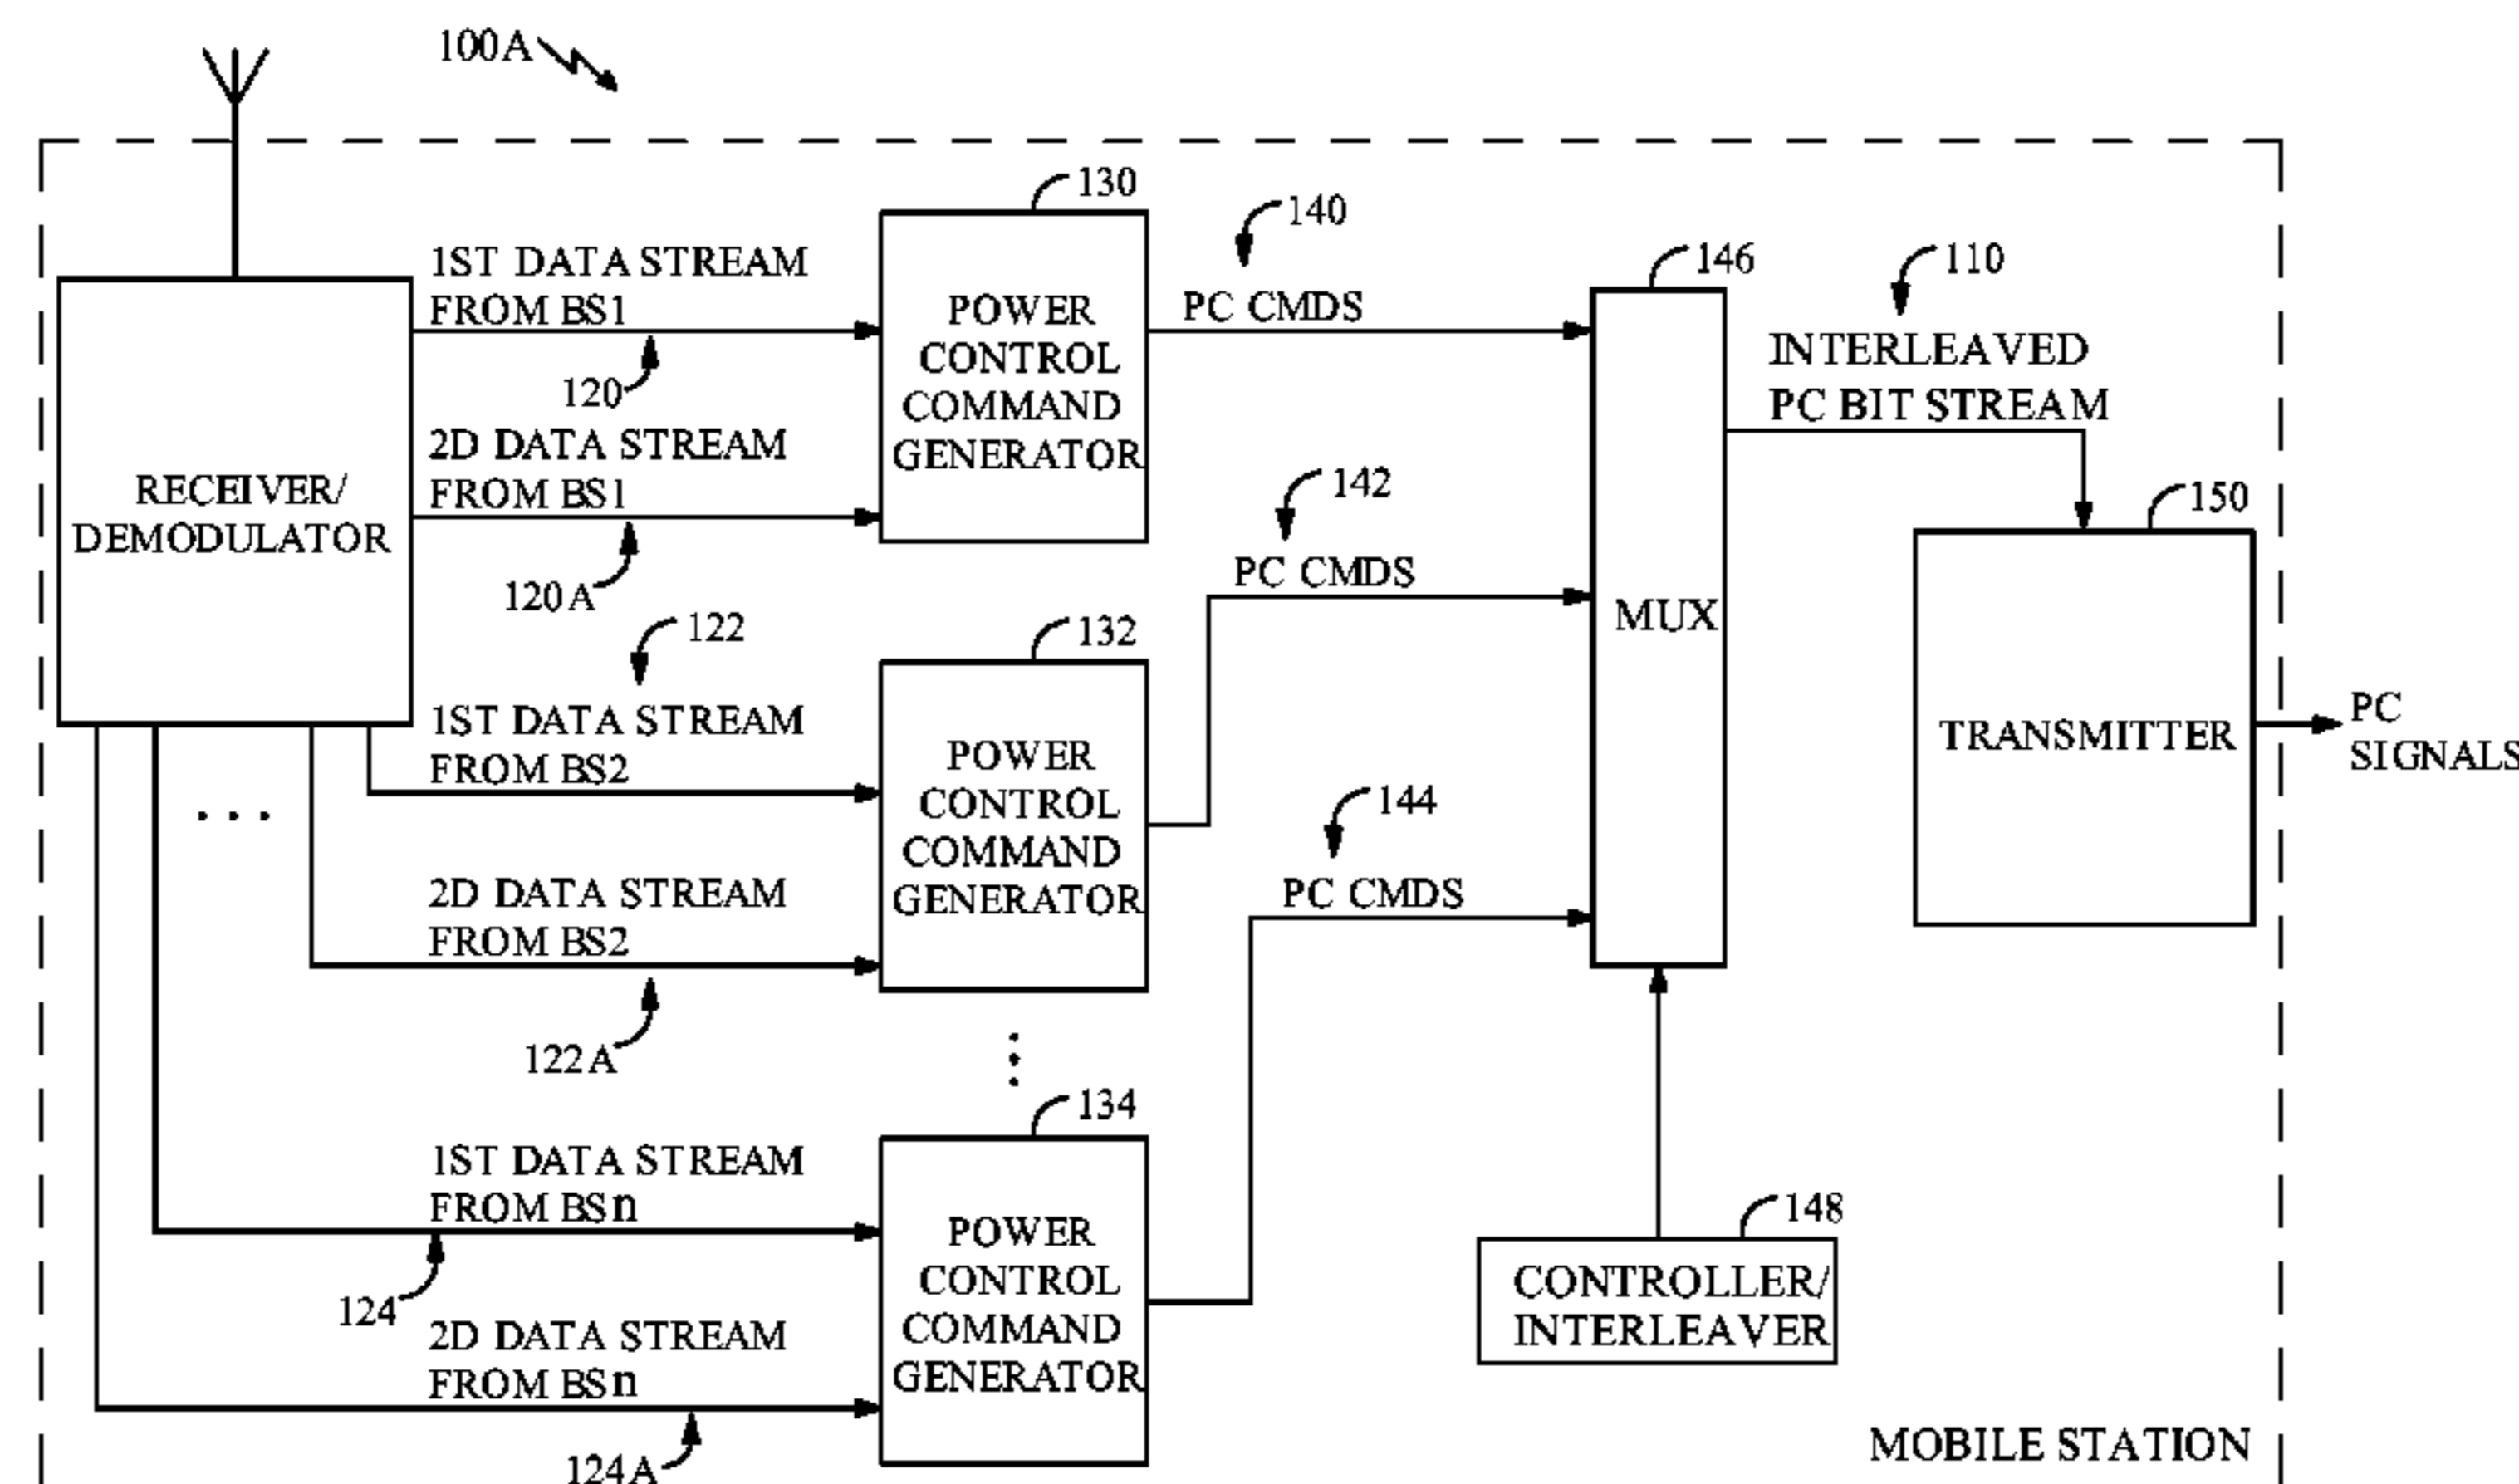 100A
130
140
1ST DATA STREAM
FROM BS1
120
2D DATA STREAM
FROM BS1
120A
POWER
CONTROL
COMMAND
GENERATOR
PC CMDS
146
110
INTERLEAVED
PC BIT STREAM
RECEIVER/
DEMODULATOR
142
PC CMDS
MUX
150
TRANSMITTER
PC
SIGNALS
122
1ST DATA STREAM
FROM BS2
132
POWER
CONTROL
COMMAND
GENERATOR
. . .
2D DATA STREAM
FROM BS2
122A
144
PC CMDS
134
1ST DATA STREAM
FROM BSn
124
2D DATA STREAM
FROM BSn
124A
POWER
CONTROL
COMMAND
GENERATOR
148
CONTROLLER/
INTERLEAVER
MOBILE STATION